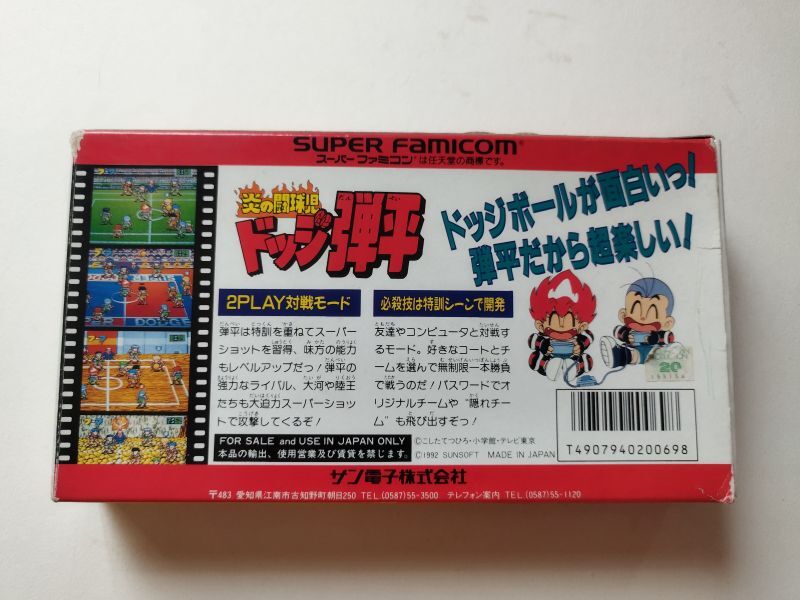 SUPER FAMICOM
スーパーファミコン®は任天堂の商標です。
炎の闘球児
ドッジ弾平
だん ぺい
ドッジボールが面白いっ!
弾平だから超楽しい!
2PLAY対戦モード
弾平は特訓を重ねてスーパー
ショットを習得、味方の能力
もレベルアップだっ!弾平の
強力なライバル、大河や陸王
たちも大迫力スーパーショッ
トで攻撃してくるぞ!
必殺技は特訓シーンで開発
友達やコンピュータと対戦す
るモード。好きなコートとチ
ームを選んで無制限一本勝負
で戦うのだ!パスワードでオ
リジナルチームや“隠れチー
ム”も飛び出すぞっ!
DODGE
20
FOR SALE and USE IN JAPAN ONLY
本品の輸出、使用営業及び賃貸を禁じます。
©こしたてつひろ・小学館・テレビ東京
©1992 SUNSOFT MADE IN JAPAN
T4907940200698
サン電子株式会社
〒483 愛知県江南市古知野町朝日250 TEL(0587)55-3500 テレフォン案内 TEL(0587)55-1120